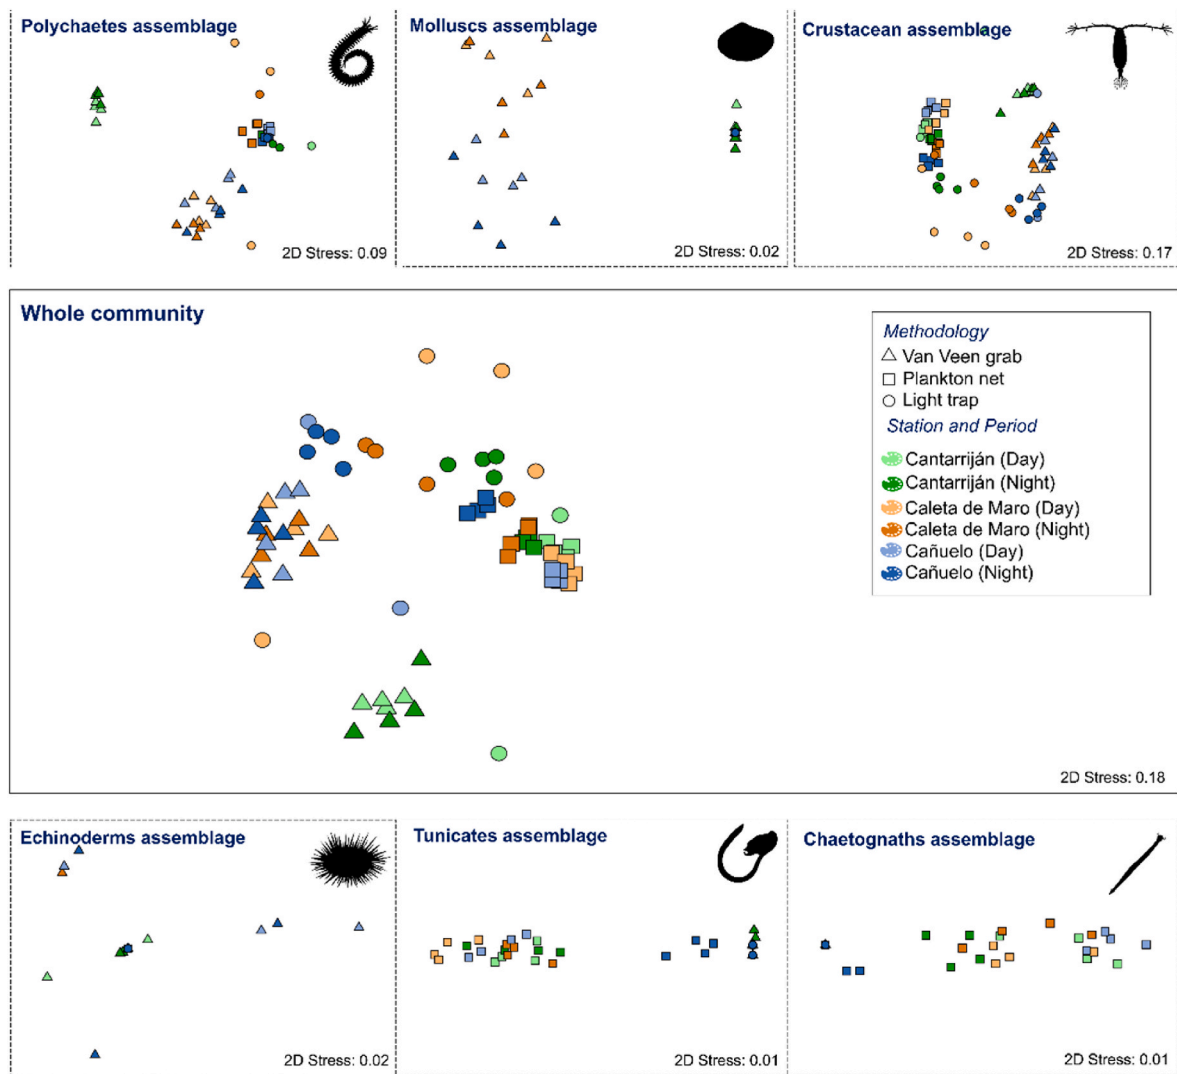 Polychaetes assemblage
2D Stress: 0.09
Molluscs assemblage
2D Stress: 0.02
Crustacean assemblage
2D Stress: 0.17
Whole community
Methodology
Van Veen grab
Plankton net
Light trap
Station and Period
Cantarriján (Day)
Cantarriján (Night)
Caleta de Maro (Day)
Caleta de Maro (Night)
Cañuelo (Day)
Cañuelo (Night)
2D Stress: 0.18
Echinoderms assemblage
2D Stress: 0.02
Tunicates assemblage
2D Stress: 0.01
Chaetognaths assemblage
2D Stress: 0.01